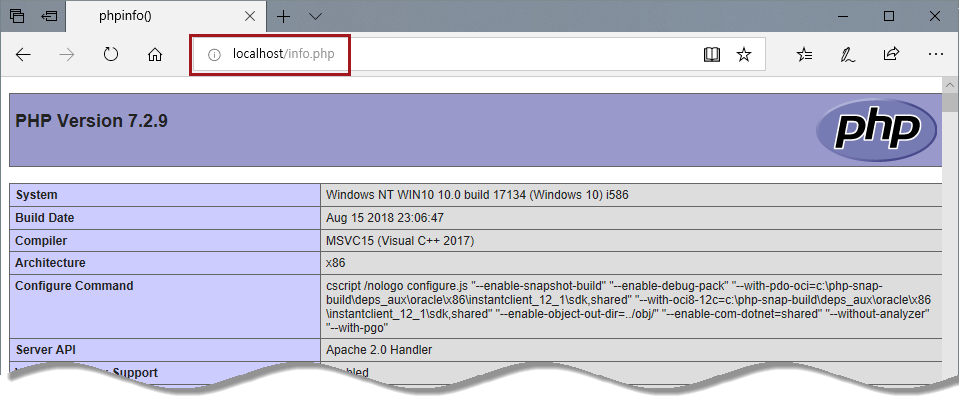 phpinfo()
localhost/info.php
PHP Version 7.2.9
php
System Windows NT WIN10 10.0 build 17134 (Windows 10) i586
Build Date Aug 15 2018 23:06:47
Compiler MSVC15 (Visual C++ 2017)
Architecture x86
Configure Command cscript /nologo configure.js "--enable-snapshot-build" "--enable-debug-pack" "--with-pdo-oci=c:\php-snap-
build\deps_aux\oracle\x86\instantclient_12_1\sdk,shared" "--with-oci8-12c=c:\php-snap-build\deps_aux\oracle\x86
\instantclient_12_1\sdk,shared" "--enable-object-out-dir=../obj/" "--enable-com-dotnet=shared" "--without-analyzer"
"--with-pgo"
Server API Apache 2.0 Handler
Support